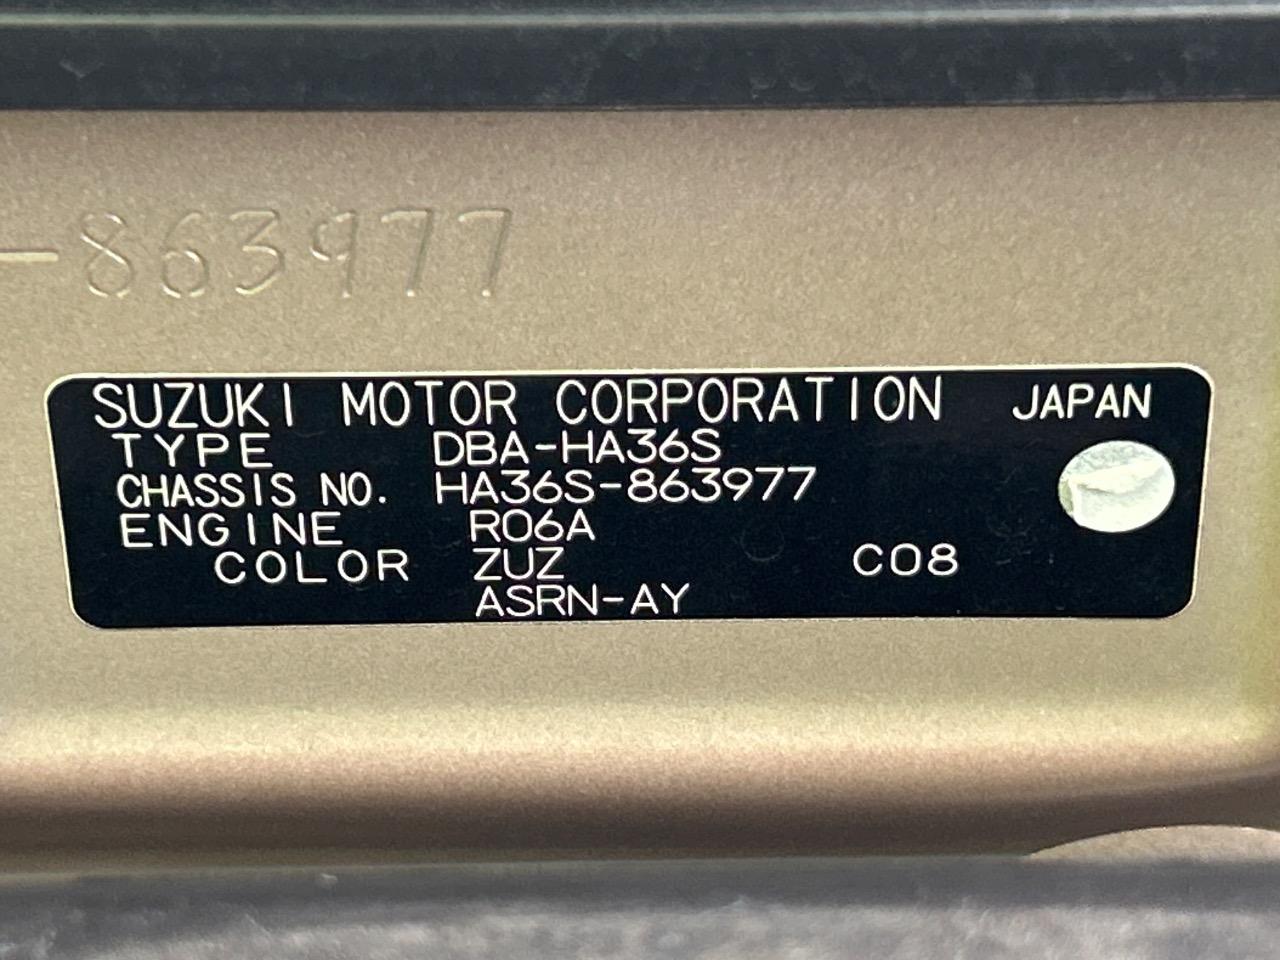 -863977
SUZUKI MOTOR CORPORATION JAPAN
TYPE DBA-HA36S
CHASSIS NO. HA36S-863977
ENGINE R06A
COLOR ZUZ C08
ASRN-AY